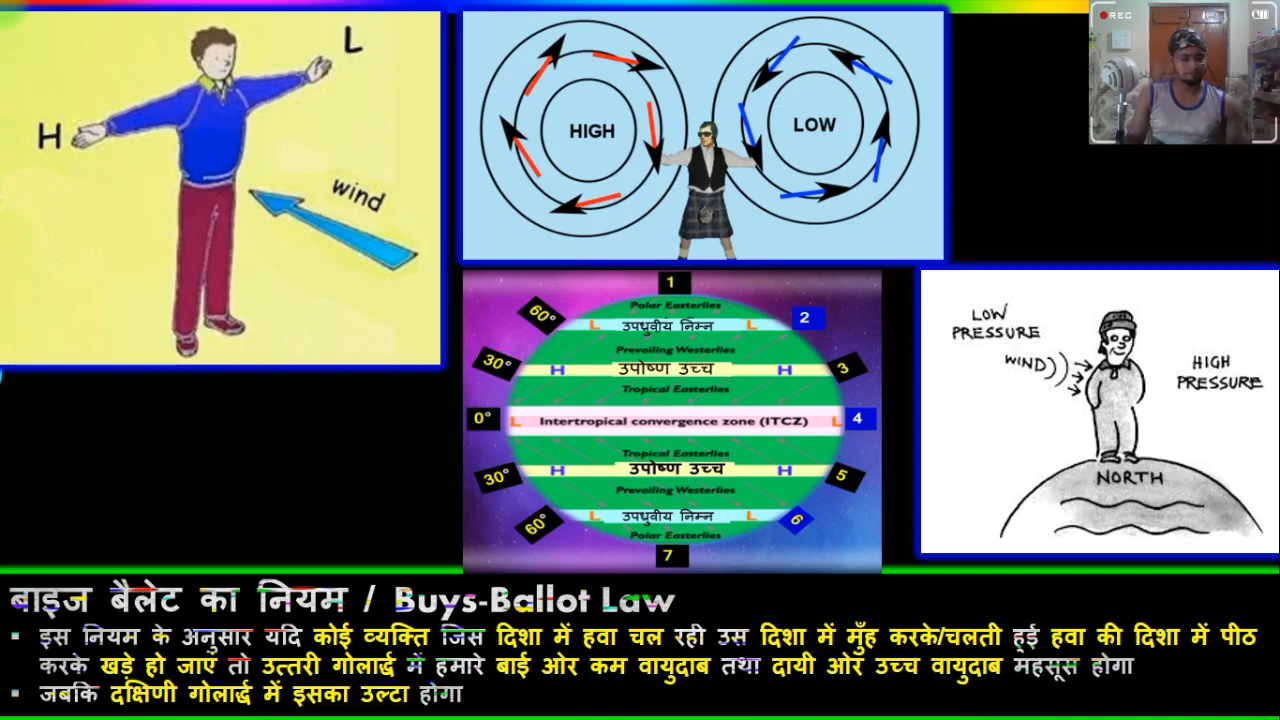 L
H
wind
HIGH
LOW
REC
1
60°
Polar Easterlies
2
L उपध्रुवीय निम्न L
Prevailing Westerlies
30°
H उपोष्ण उच्च H
3
Tropical Easterlies
0°
L Intertropical convergence zone (ITCZ) L
4
Tropical Easterlies
30°
H उपोष्ण उच्च H
5
Prevailing Westerlies
60°
L उपध्रुवीय निम्न L
6
Polar Easterlies
7
LOW
PRESSURE
WIND
HIGH
PRESSURE
NORTH
बाइज बैलेट का नियम / Buys-Ballot Law
▪ इस नियम के अनुसार यदि कोई व्यक्ति जिस दिशा में हवा चल रही उस दिशा में मुँह करके/चलती हुई हवा की दिशा में पीठ
करके खड़े हो जाएं तो उत्तरी गोलार्द्ध में हमारे बाई ओर कम वायुदाब तथा दायी ओर उच्च वायुदाब महसूस होगा
▪ जबकि दक्षिणी गोलार्द्ध में इसका उल्टा होगा